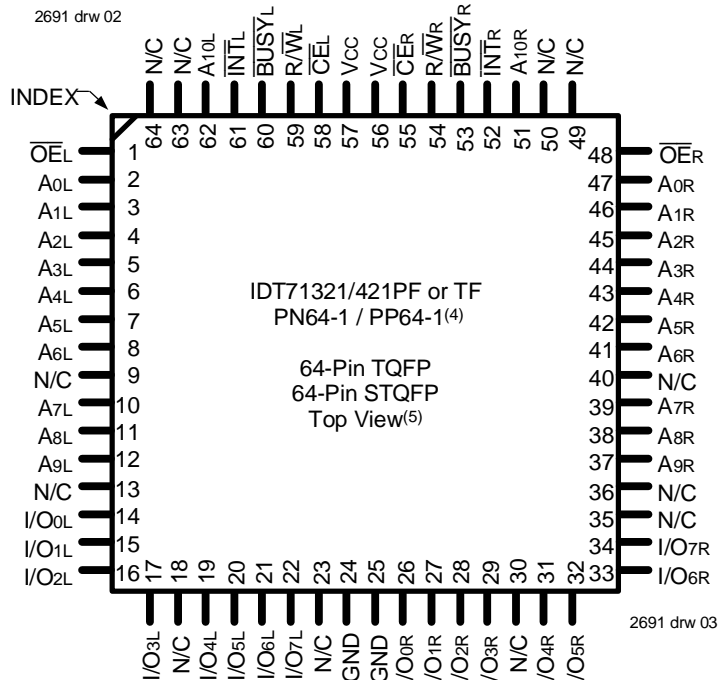 2691 drw 02
N/C
N/C
A10L
INTL
BUSYL
R/WL
CEL
VCC
VCC
CER
R/WR
BUSYR
INTR
A10R
N/C
N/C
INDEX
64
63
62
61
60
59
58
57
56
55
54
53
52
51
50
49
OEL
1
48
OER
A0L
2
47
A0R
A1L
3
46
A1R
A2L
4
45
A2R
A3L
5
44
A3R
A4L
6
43
A4R
A5L
7
42
A5R
A6L
8
41
A6R
N/C
9
40
N/C
A7L
10
39
A7R
A8L
11
38
A8R
A9L
12
37
A9R
N/C
13
36
N/C
I/O0L
14
35
N/C
I/O1L
15
34
I/O7R
I/O2L
16
33
I/O6R
IDT71321/421PF or TF
PN64-1 / PP64-1(4)
64-Pin TQFP
64-Pin STQFP
Top View(5)
17
18
19
20
21
22
23
24
25
26
27
28
29
30
31
32
I/O3L
N/C
I/O4L
I/O5L
I/O6L
I/O7L
N/C
GND
GND
/O0R
/O1R
/O2R
/O3R
N/C
/O4R
/O5R
2691 drw 03